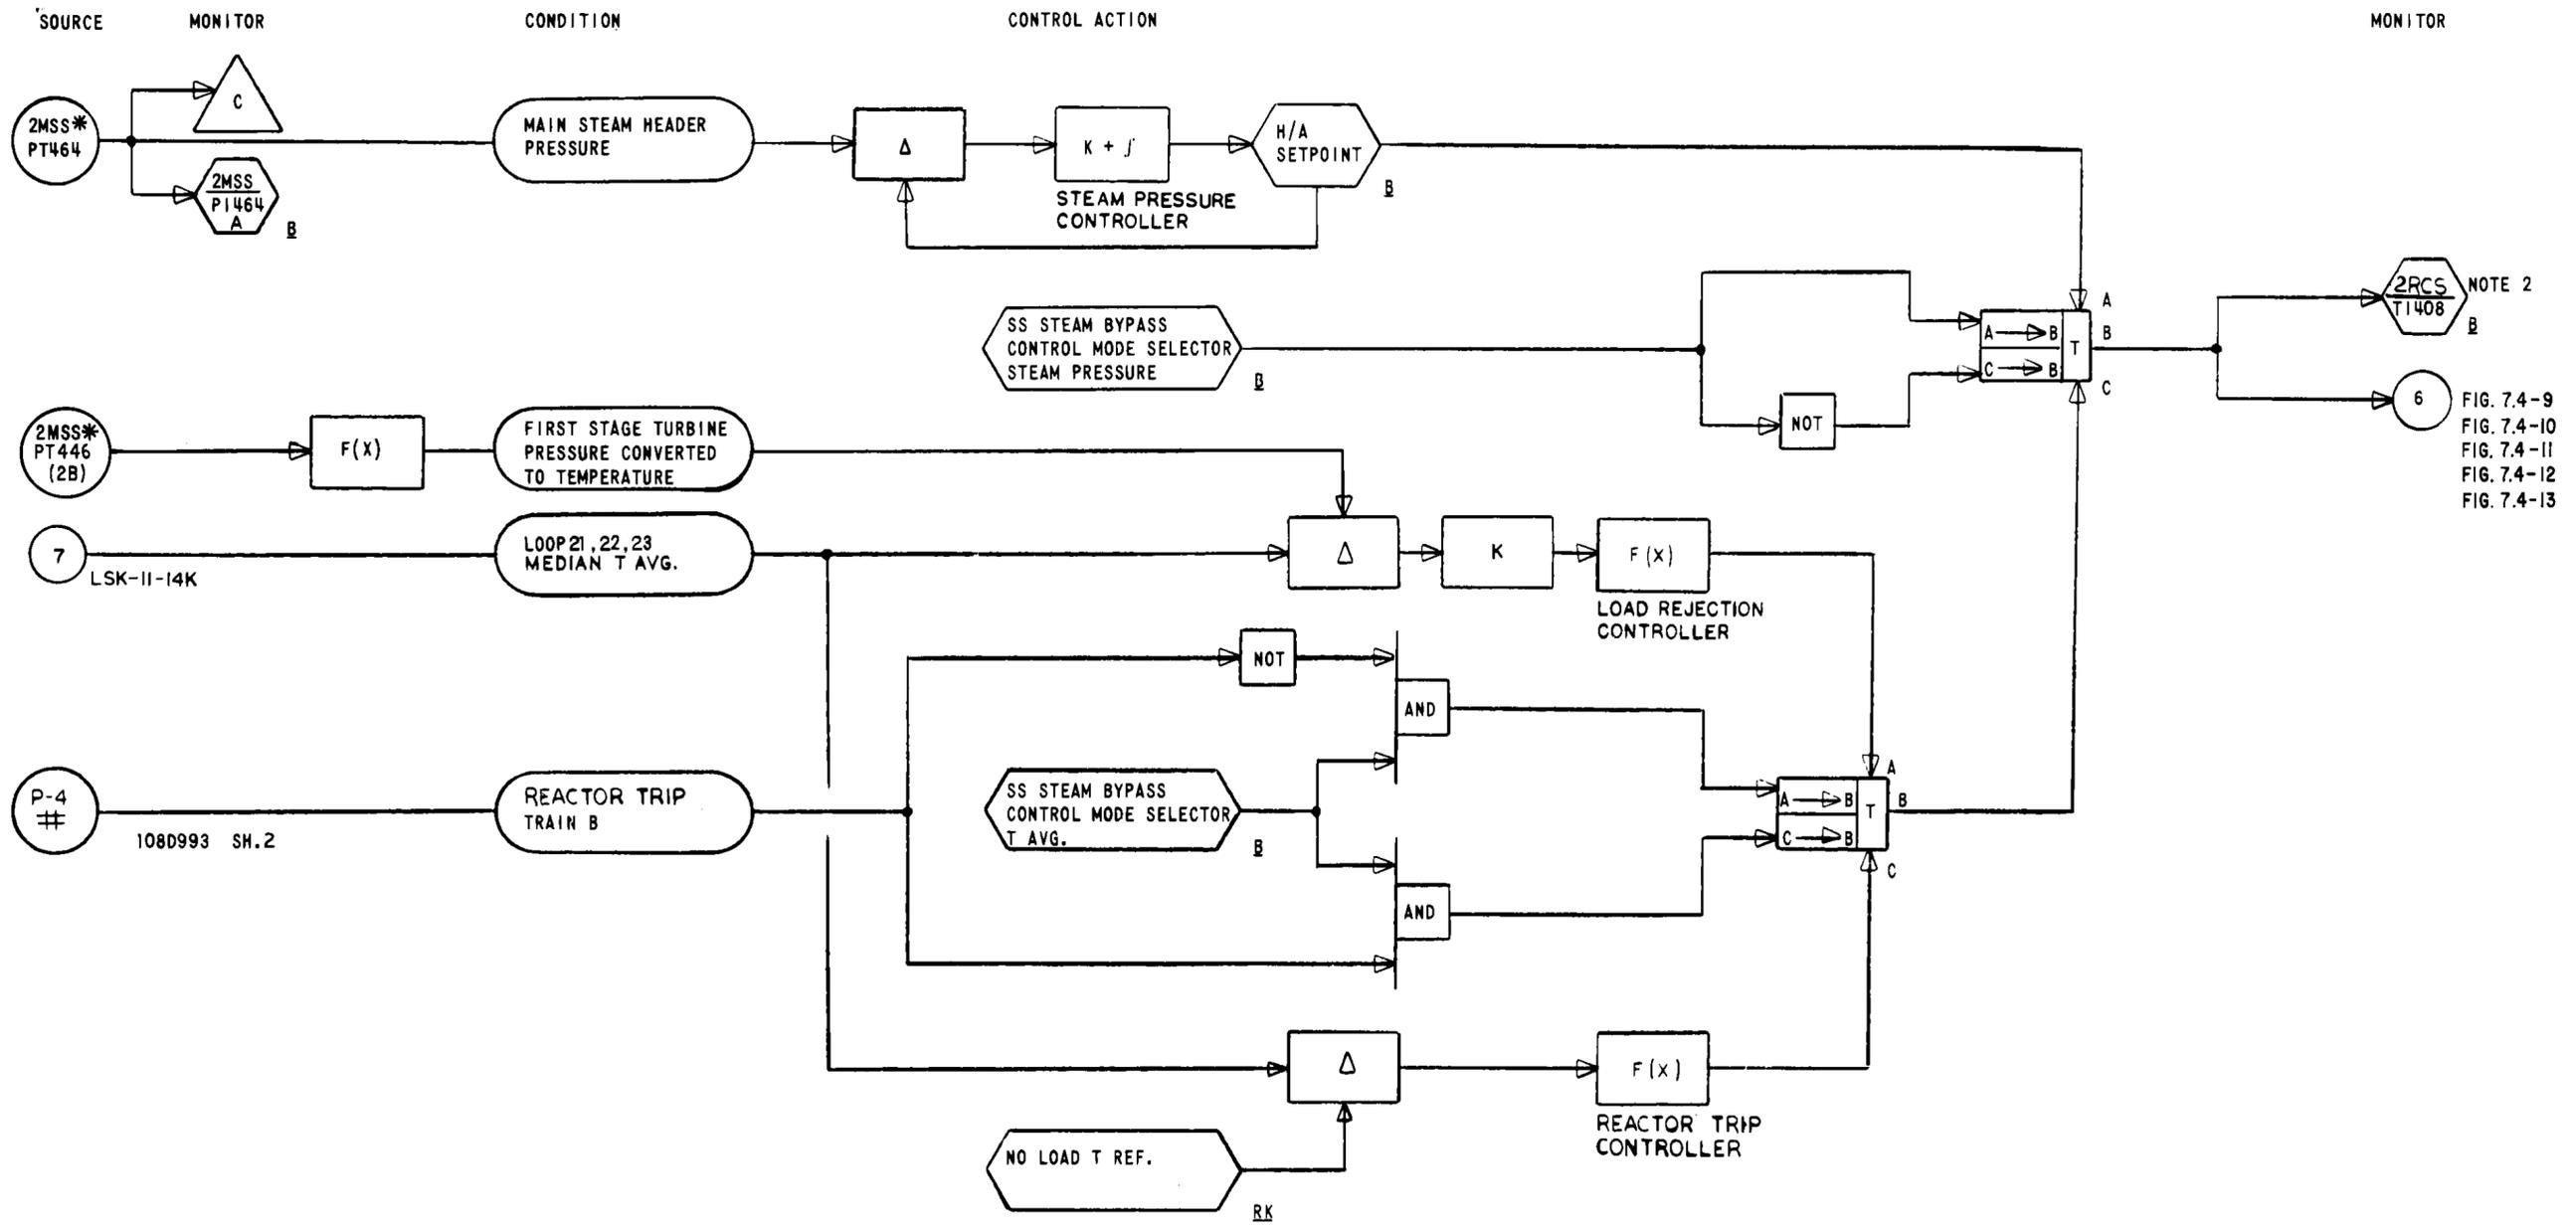 SOURCE
MONITOR
CONDITION
CONTROL ACTION
MONITOR
C
2MSS*
PT464
2MSS
PI464
A
B
MAIN STEAM HEADER
PRESSURE
Δ
K + ∫
STEAM PRESSURE
CONTROLLER
H/A
SETPOINT
B
SS STEAM BYPASS
CONTROL MODE SELECTOR
STEAM PRESSURE
B
NOT
A
A → B
C → B
T
B
C
2RCS
TI408
NOTE 2
B
6
FIG. 7.4-9
FIG. 7.4-10
FIG. 7.4-11
FIG. 7.4-12
FIG. 7.4-13
2MSS*
PT446
(2B)
F(X)
FIRST STAGE TURBINE
PRESSURE CONVERTED
TO TEMPERATURE
7
LSK-11-14K
LOOP 21, 22, 23
MEDIAN T AVG.
Δ
K
F(X)
LOAD REJECTION
CONTROLLER
NOT
AND
P-4
##
108D993 SH.2
REACTOR TRIP
TRAIN B
SS STEAM BYPASS
CONTROL MODE SELECTOR
T AVG.
B
AND
A
A → B
C → B
T
B
C
Δ
F(X)
REACTOR TRIP
CONTROLLER
NO LOAD T REF.
RK